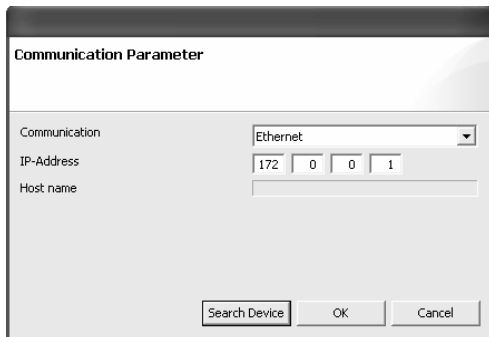 Communication Parameter
Communication Ethernet
IP-Address 172 0 0 1
Host name
Search Device OK Cancel